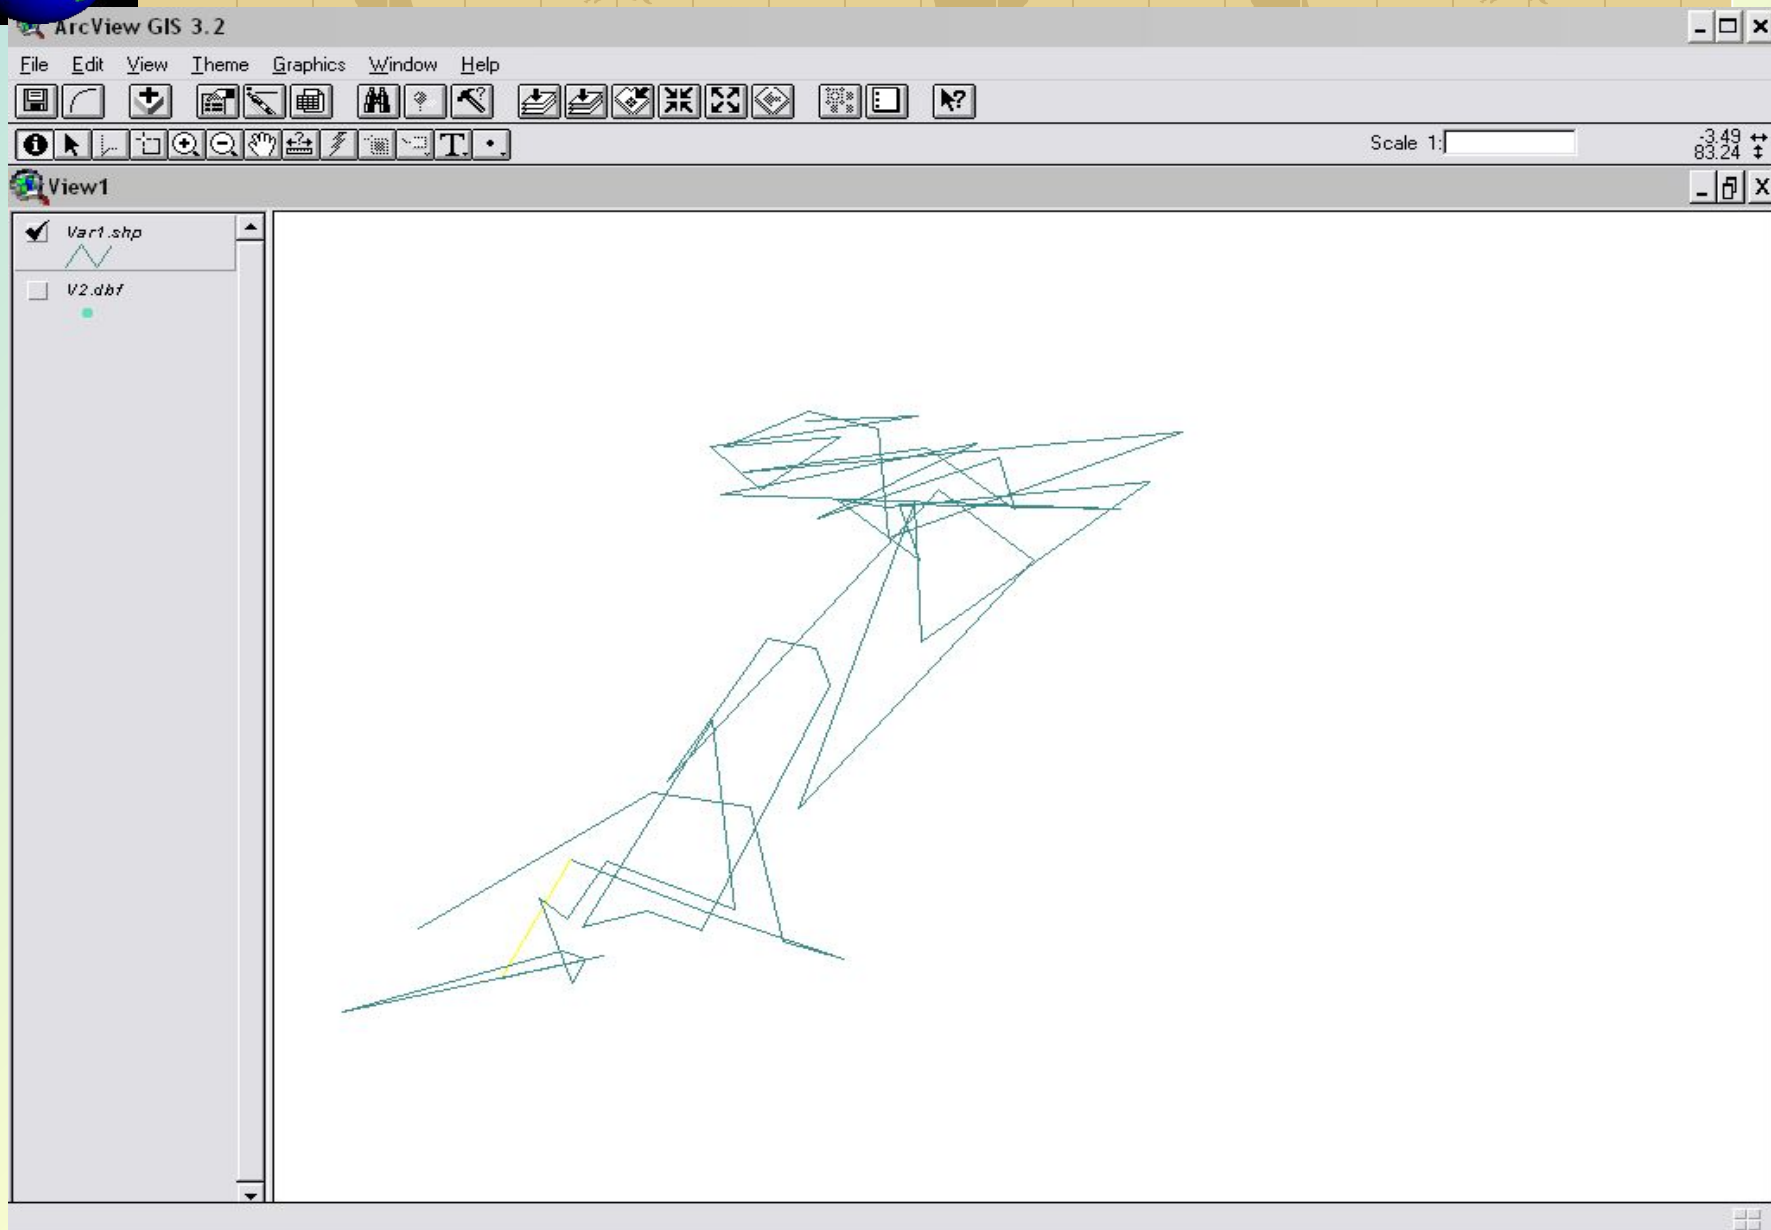 ArcView GIS 3.2
File Edit View Theme Graphics Window Help
T
Scale 1: -3.49
83.24
View1
Var1.shp
V2.dbf